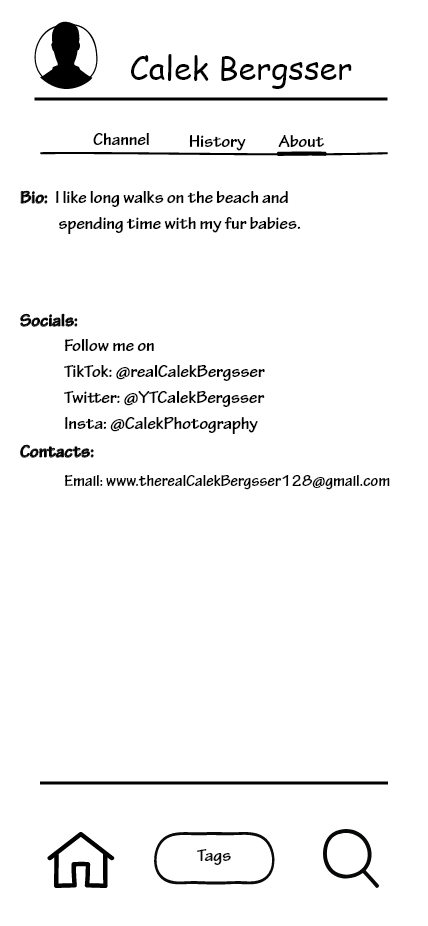 Calek Bergsser
Channel History About
Bio: I like long walks on the beach and
spending time with my fur babies.
Socials:
Follow me on
TikTok: @realCalekBergsser
Twitter: @YTCalekBergsser
Insta: @CalekPhotography
Contacts:
Email: www.therealCalekBergsser128@gmail.com
Tags